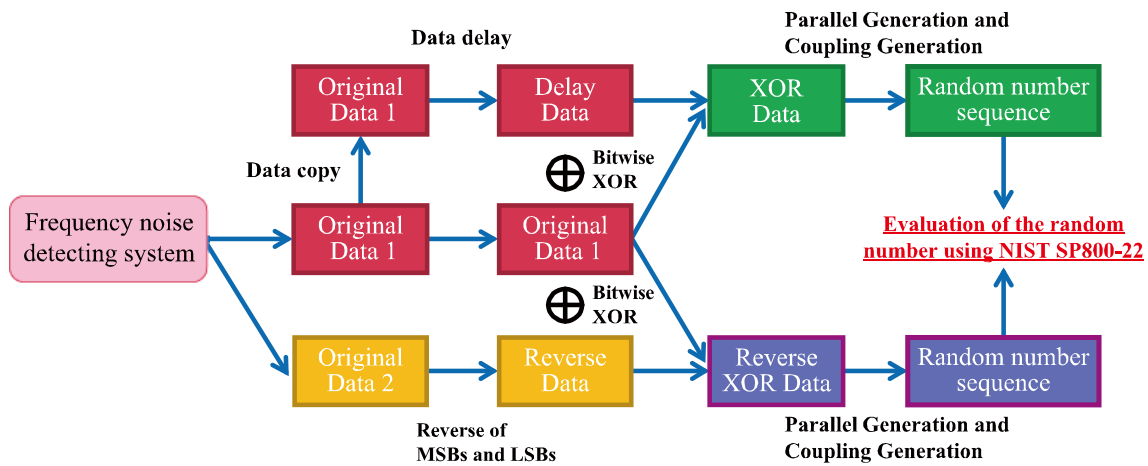 Parallel Generation and
Coupling Generation
Data delay
Original
Data 1
Delay
Data
XOR
Data
Random number
sequence
Data copy
Bitwise
XOR
Frequency noise
detecting system
Original
Data 1
Original
Data 1
Evaluation of the random
number using NIST SP800-22
Bitwise
XOR
Original
Data 2
Reverse
Data
Reverse
XOR Data
Random number
sequence
Reverse of
MSBs and LSBs
Parallel Generation and
Coupling Generation